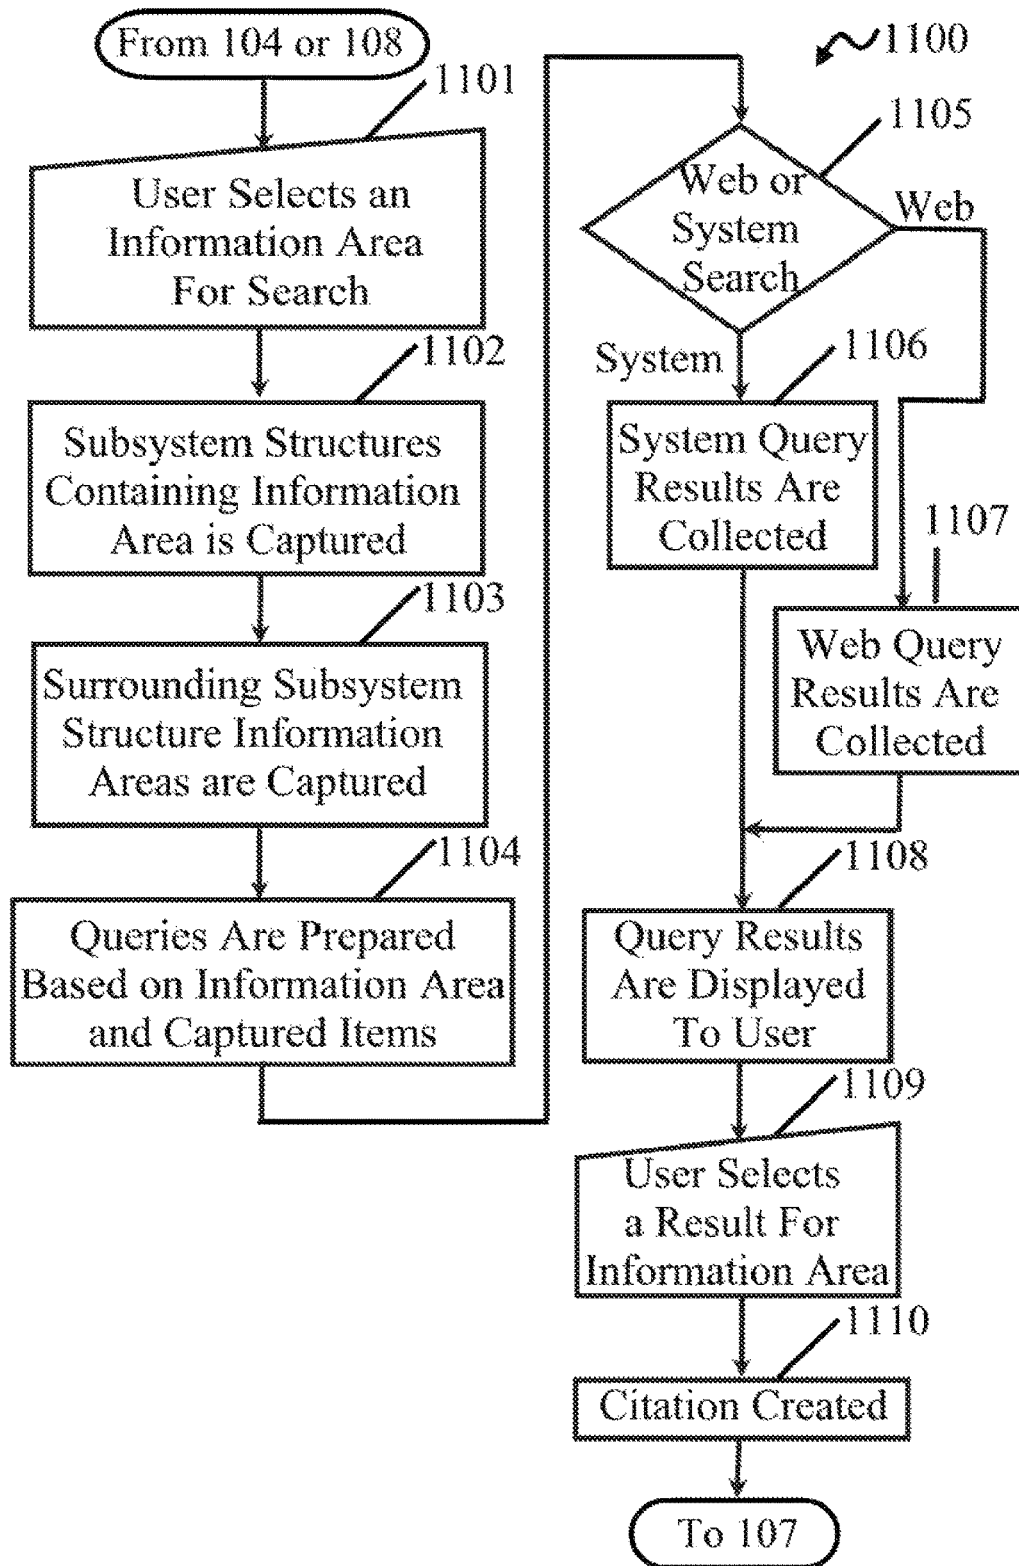 From 104 or 108
1101
User Selects an
Information Area
For Search
1102
Subsystem Structures
Containing Information
Area is Captured
1103
Surrounding Subsystem
Structure Information
Areas are Captured
1104
Queries Are Prepared
Based on Information Area
and Captured Items
1100
1105
Web or
System
Search
Web
System
1106
System Query
Results Are
Collected
1107
Web Query
Results Are
Collected
1108
Query Results
Are Displayed
To User
1109
User Selects
a Result For
Information Area
1110
Citation Created
To 107